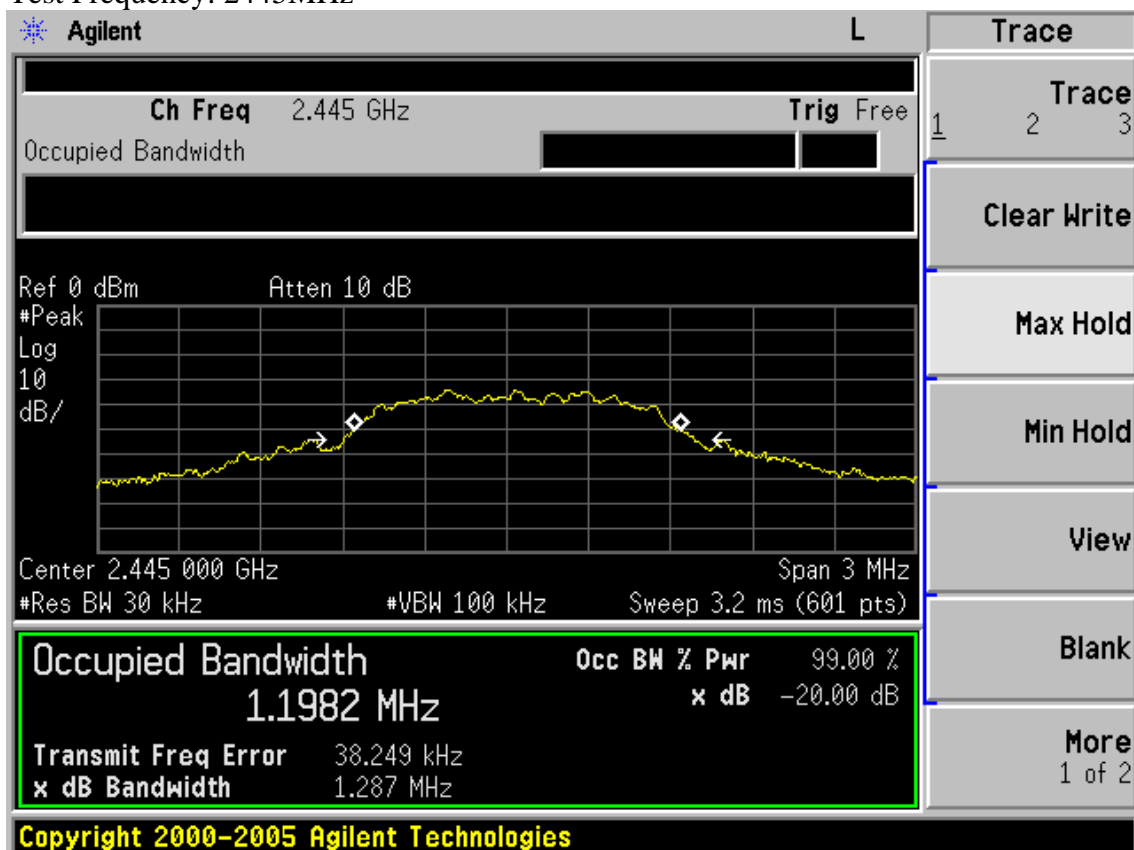 Agilent L Trace
Ch Freq 2.445 GHz Trig Free
Occupied Bandwidth
Trace
1 2 3
Clear Write
Max Hold
Min Hold
View
Blank
More
1 of 2
Ref 0 dBm Atten 10 dB
#Peak
Log
10
dB/
Center 2.445 000 GHz Span 3 MHz
#Res BW 30 kHz #VBW 100 kHz Sweep 3.2 ms (601 pts)
Occupied Bandwidth Occ BW % Pwr 99.00 %
1.1982 MHz x dB -20.00 dB
Transmit Freq Error 38.249 kHz
x dB Bandwidth 1.287 MHz
Copyright 2000-2005 Agilent Technologies